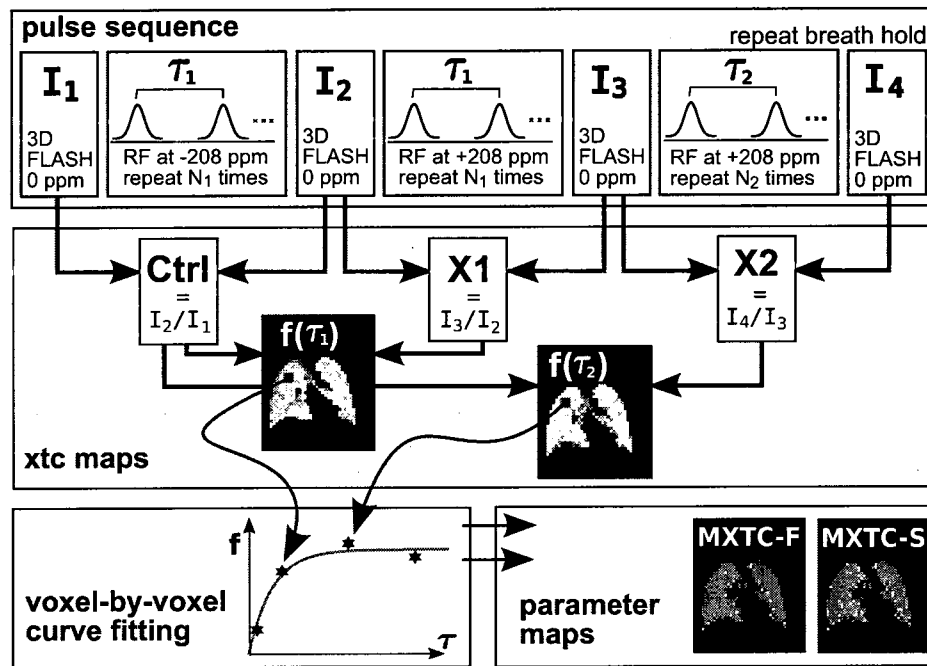 pulse sequence
repeat breath hold
I₁
3D
FLASH
0 ppm
τ₁
...
RF at -208 ppm
repeat N₁ times
I₂
3D
FLASH
0 ppm
τ₁
...
RF at +208 ppm
repeat N₁ times
I₃
3D
FLASH
0 ppm
τ₂
...
RF at +208 ppm
repeat N₂ times
I₄
3D
FLASH
0 ppm
Ctrl
=
I₂/I₁
X1
=
I₃/I₂
X2
=
I₄/I₃
f(τ₁)
f(τ₂)
xtc maps
f
τ
voxel-by-voxel
curve fitting
MXTC-F
MXTC-S
parameter
maps